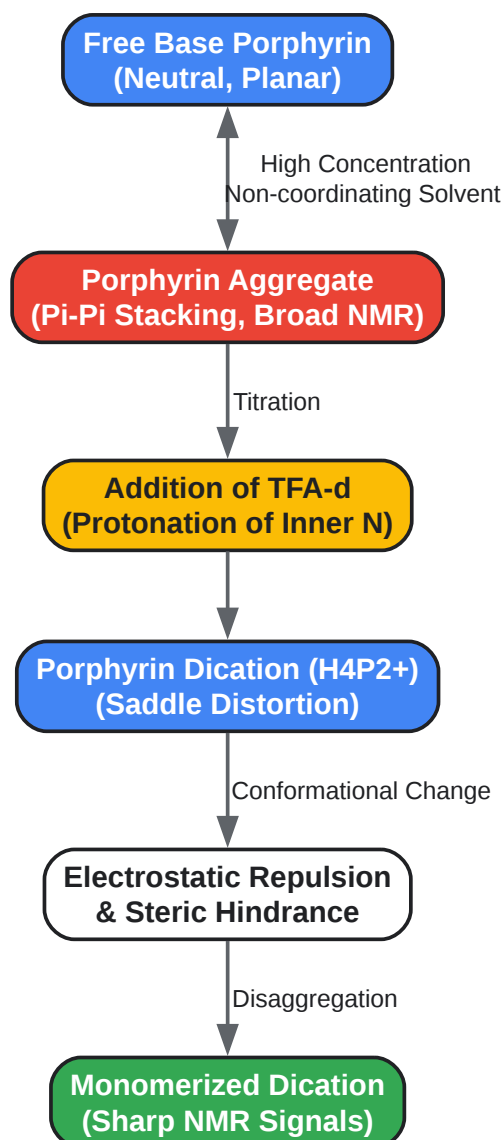 Free Base Porphyrin
(Neutral, Planar)
High Concentration
Non-coordinating Solvent
Porphyrin Aggregate
(Pi-Pi Stacking, Broad NMR)
Titration
Addition of TFA-d
(Protonation of Inner N)
Porphyrin Dication (H4P2+)
(Saddle Distortion)
Conformational Change
Electrostatic Repulsion
& Steric Hindrance
Disaggregation
Monomerized Dication
(Sharp NMR Signals)